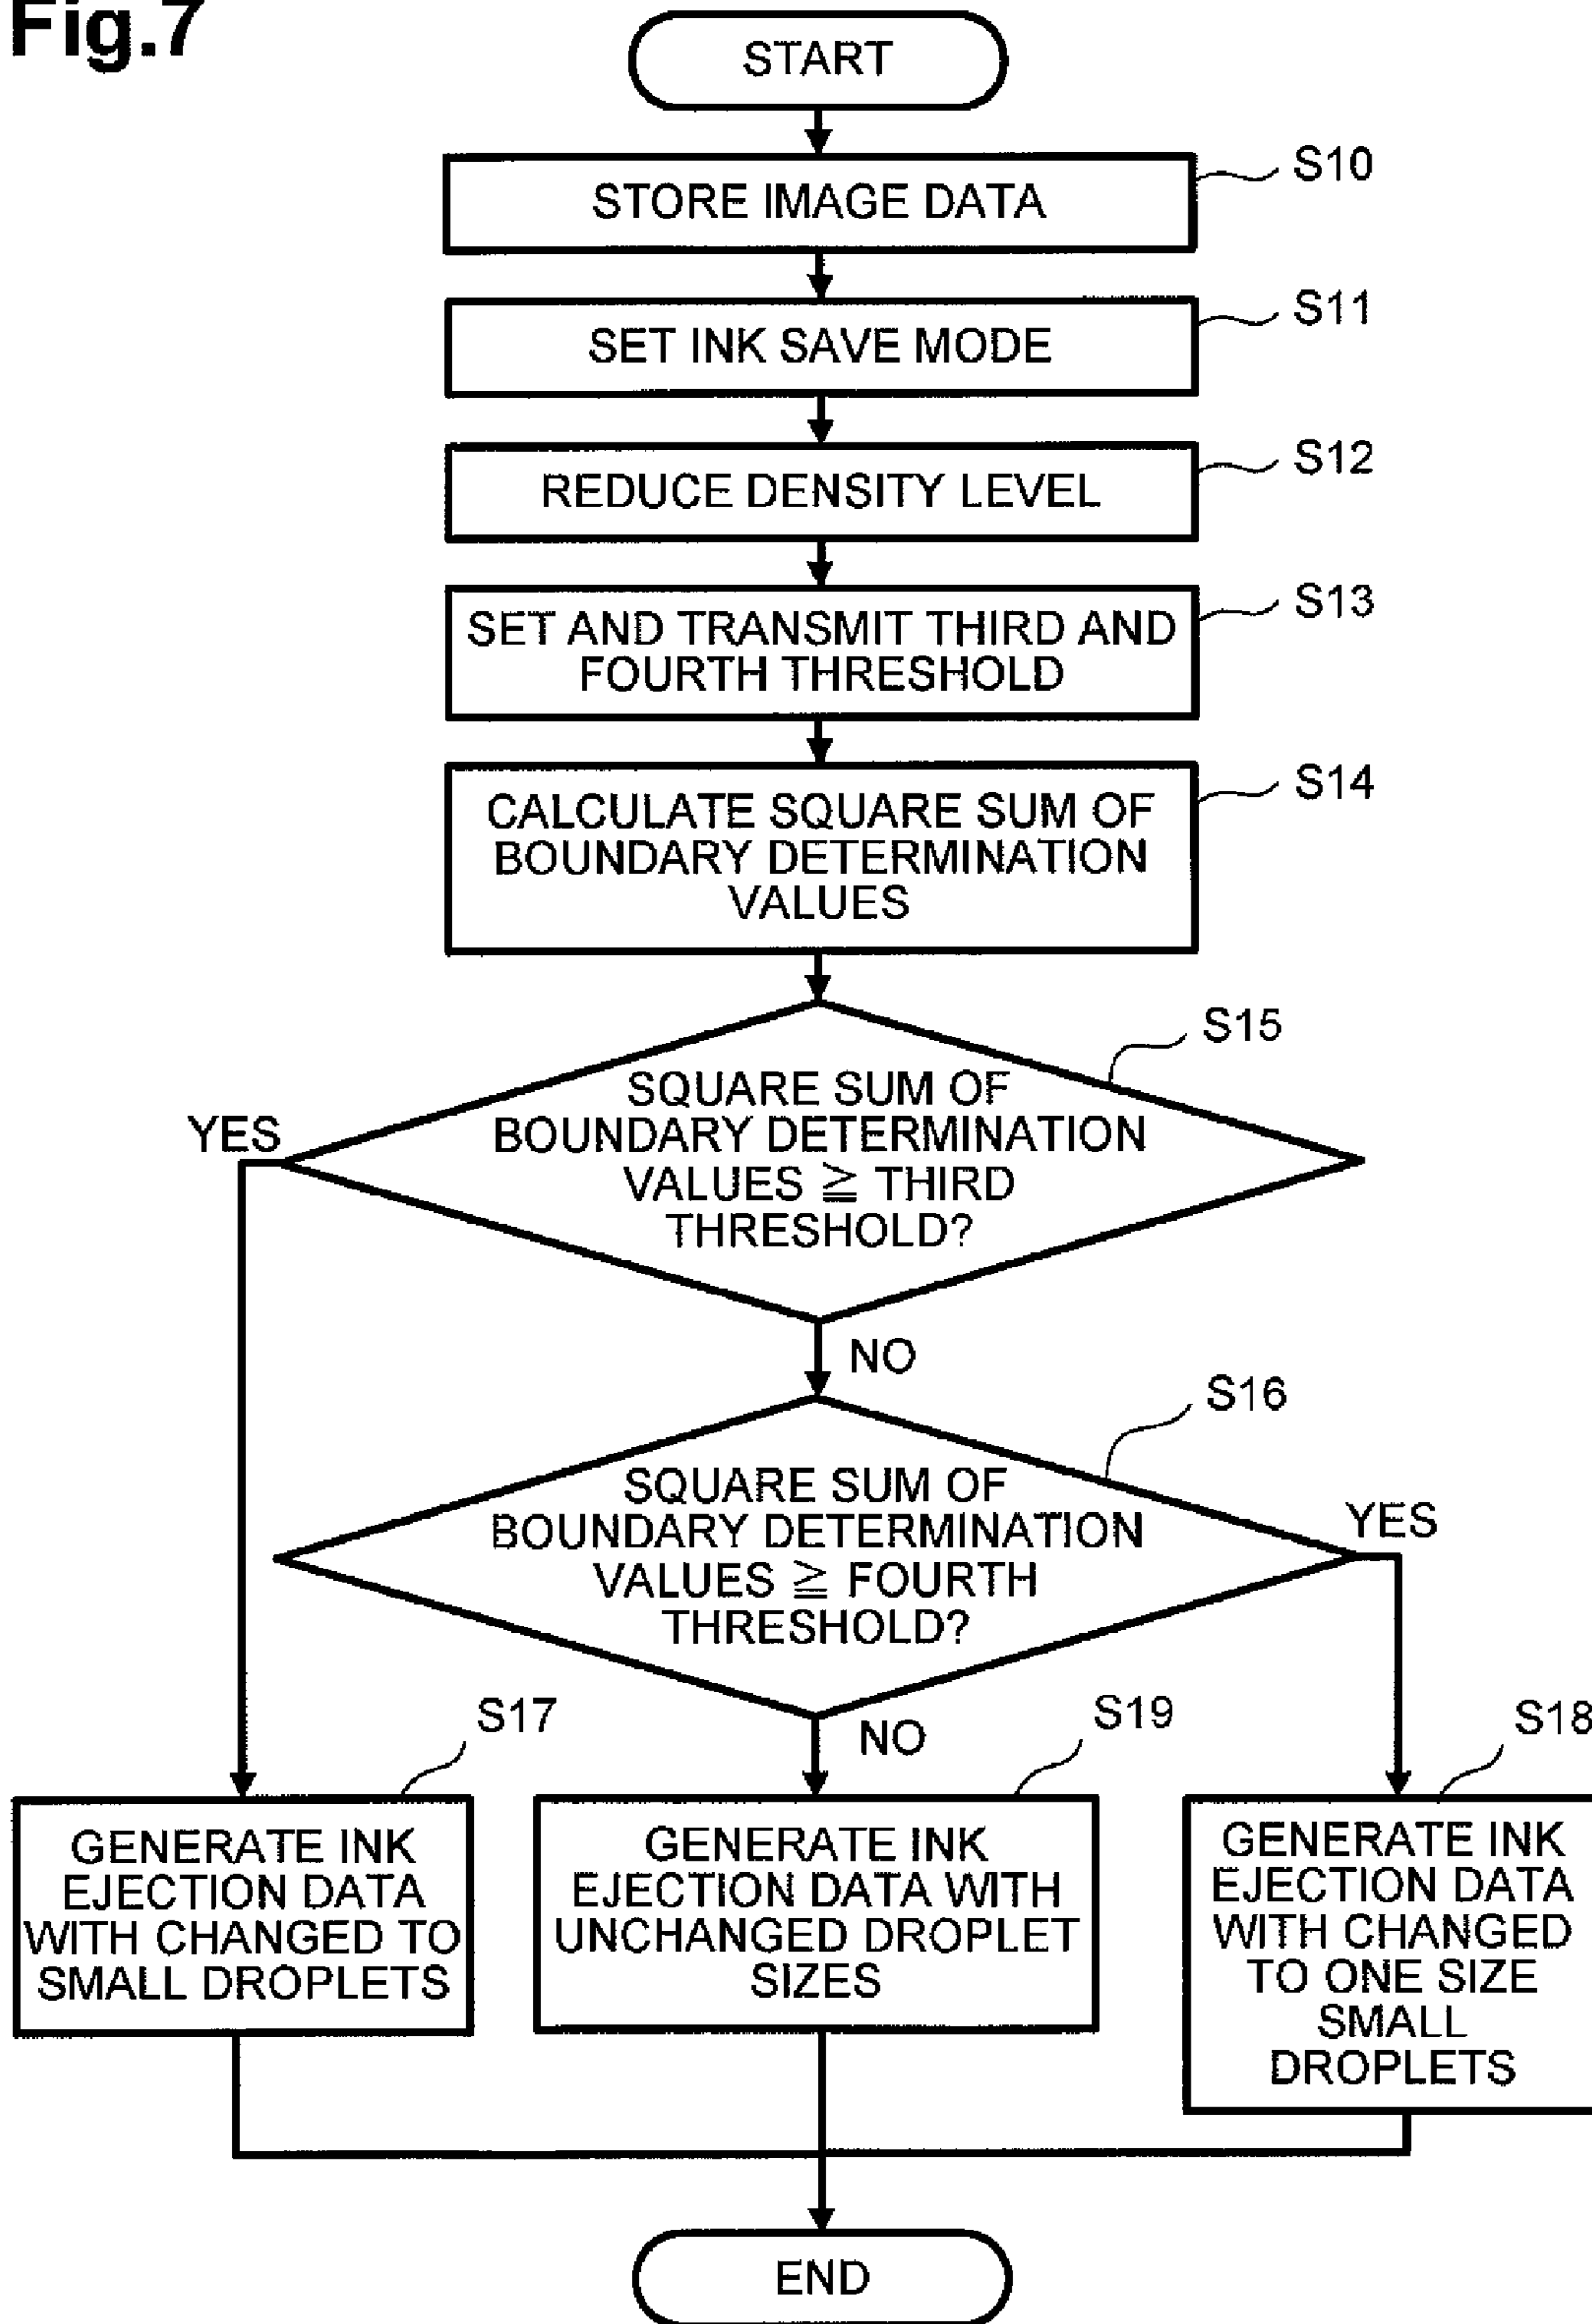 Fig.7
START
STORE IMAGE DATA
S10
SET INK SAVE MODE
S11
REDUCE DENSITY LEVEL
S12
SET AND TRANSMIT THIRD AND
FOURTH THRESHOLD
S13
CALCULATE SQUARE SUM OF
BOUNDARY DETERMINATION
VALUES
S14
SQUARE SUM OF
BOUNDARY DETERMINATION
VALUES ≧ THIRD
THRESHOLD?
S15
YES
NO
SQUARE SUM OF
BOUNDARY DETERMINATION
VALUES ≧ FOURTH
THRESHOLD?
S16
YES
NO
S17
GENERATE INK
EJECTION DATA
WITH CHANGED TO
SMALL DROPLETS
S19
GENERATE INK
EJECTION DATA WITH
UNCHANGED DROPLET
SIZES
S18
GENERATE INK
EJECTION DATA
WITH CHANGED
TO ONE SIZE
SMALL
DROPLETS
END